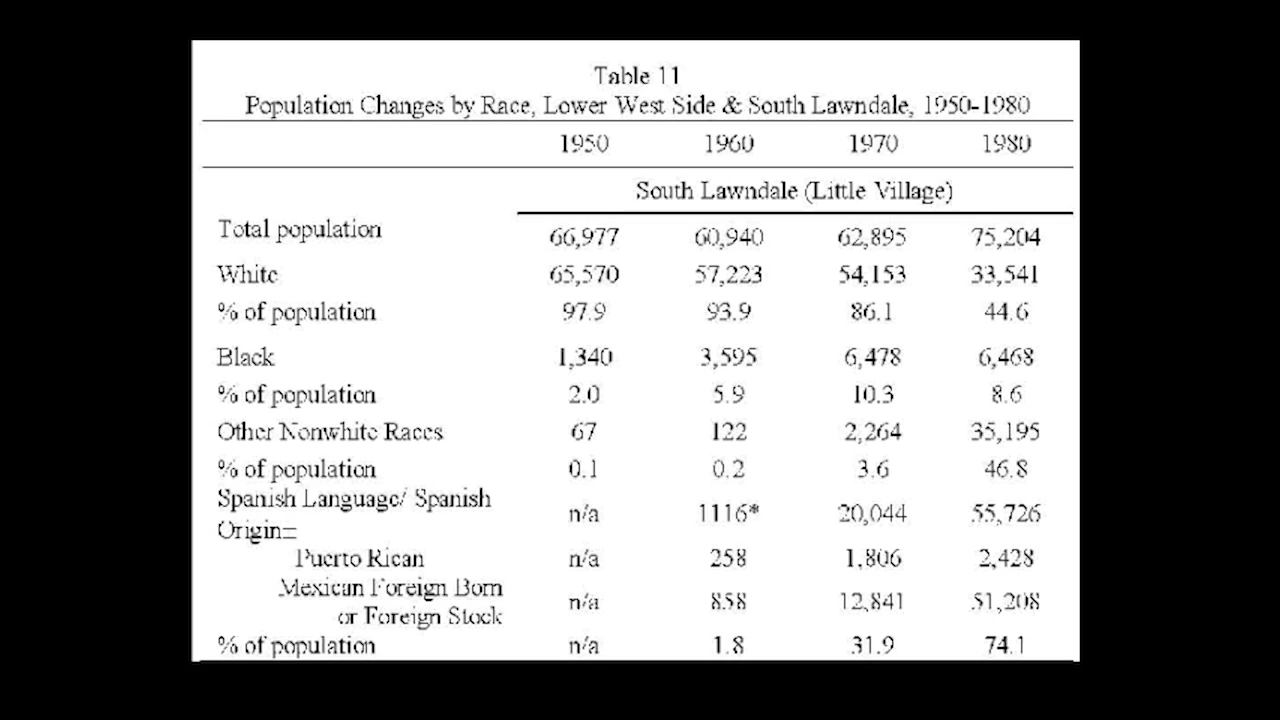 Table 11
Population Changes by Race, Lower West Side & South Lawndale, 1950-1980
1950 1960 1970 1980
South Lawndale (Little Village)
Total population 66,977 60,940 62,895 75,204
White 65,570 57,223 54,153 33,541
% of population 97.9 93.9 86.1 44.6
Black 1,340 3,595 6,478 6,468
% of population 2.0 5.9 10.3 8.6
Other Nonwhite Races 67 122 2,264 35,195
% of population 0.1 0.2 3.6 46.8
Spanish Language/ Spanish
Origin= n/a 1116* 20,044 55,726
Puerto Rican n/a 258 1,806 2,428
Mexican Foreign Born
or Foreign Stock n/a 858 12,841 51,208
% of population n/a 1.8 31.9 74.1